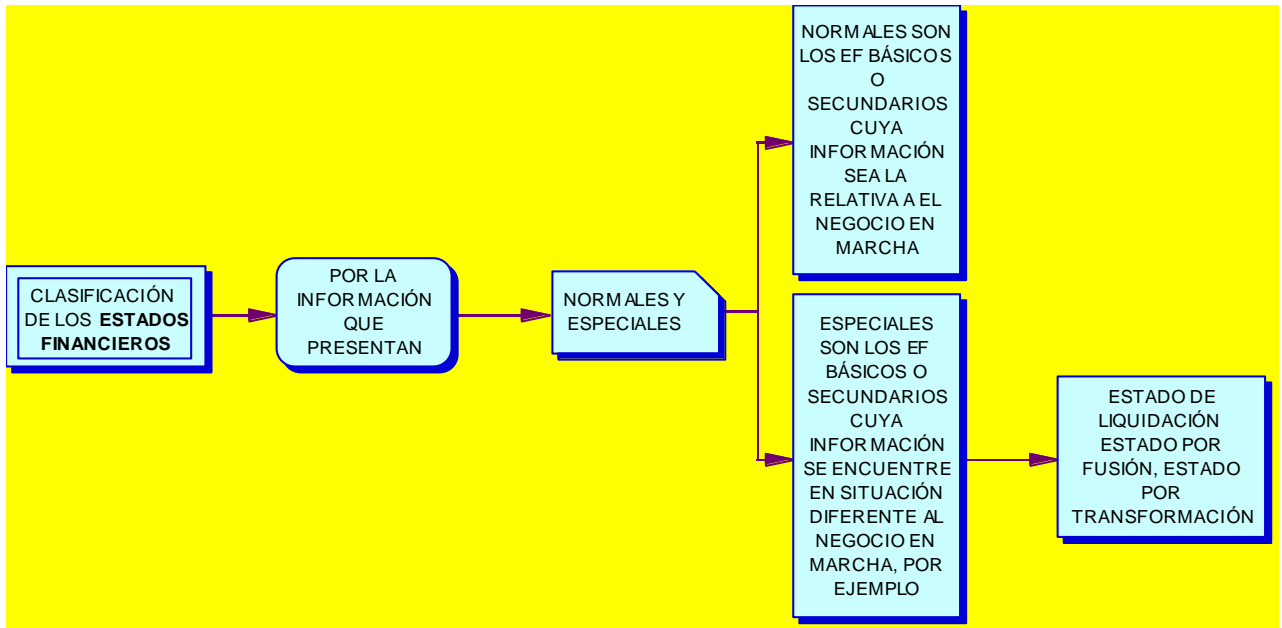 CLASIFICACIÓN
DE LOS ESTADOS
FINANCIEROS
POR LA
INFORMACIÓN
QUE
PRESENTAN
NORMALES Y
ESPECIALES
NORMALES SON
LOS EF BÁSICOS
O
SECUNDARIOS
CUYA
INFORMACIÓN
SEA LA
RELATIVA A EL
NEGOCIO EN
MARCHA
ESPECIALES
SON LOS EF
BÁSICOS O
SECUNDARIOS
CUYA
INFORMACIÓN
SE ENCUENTRE
EN SITUACIÓN
DIFERENTE AL
NEGOCIO EN
MARCHA, POR
EJEMPLO
ESTADO DE
LIQUIDACIÓN
ESTADO POR
FUSIÓN, ESTADO
POR
TRANSFORMACIÓN